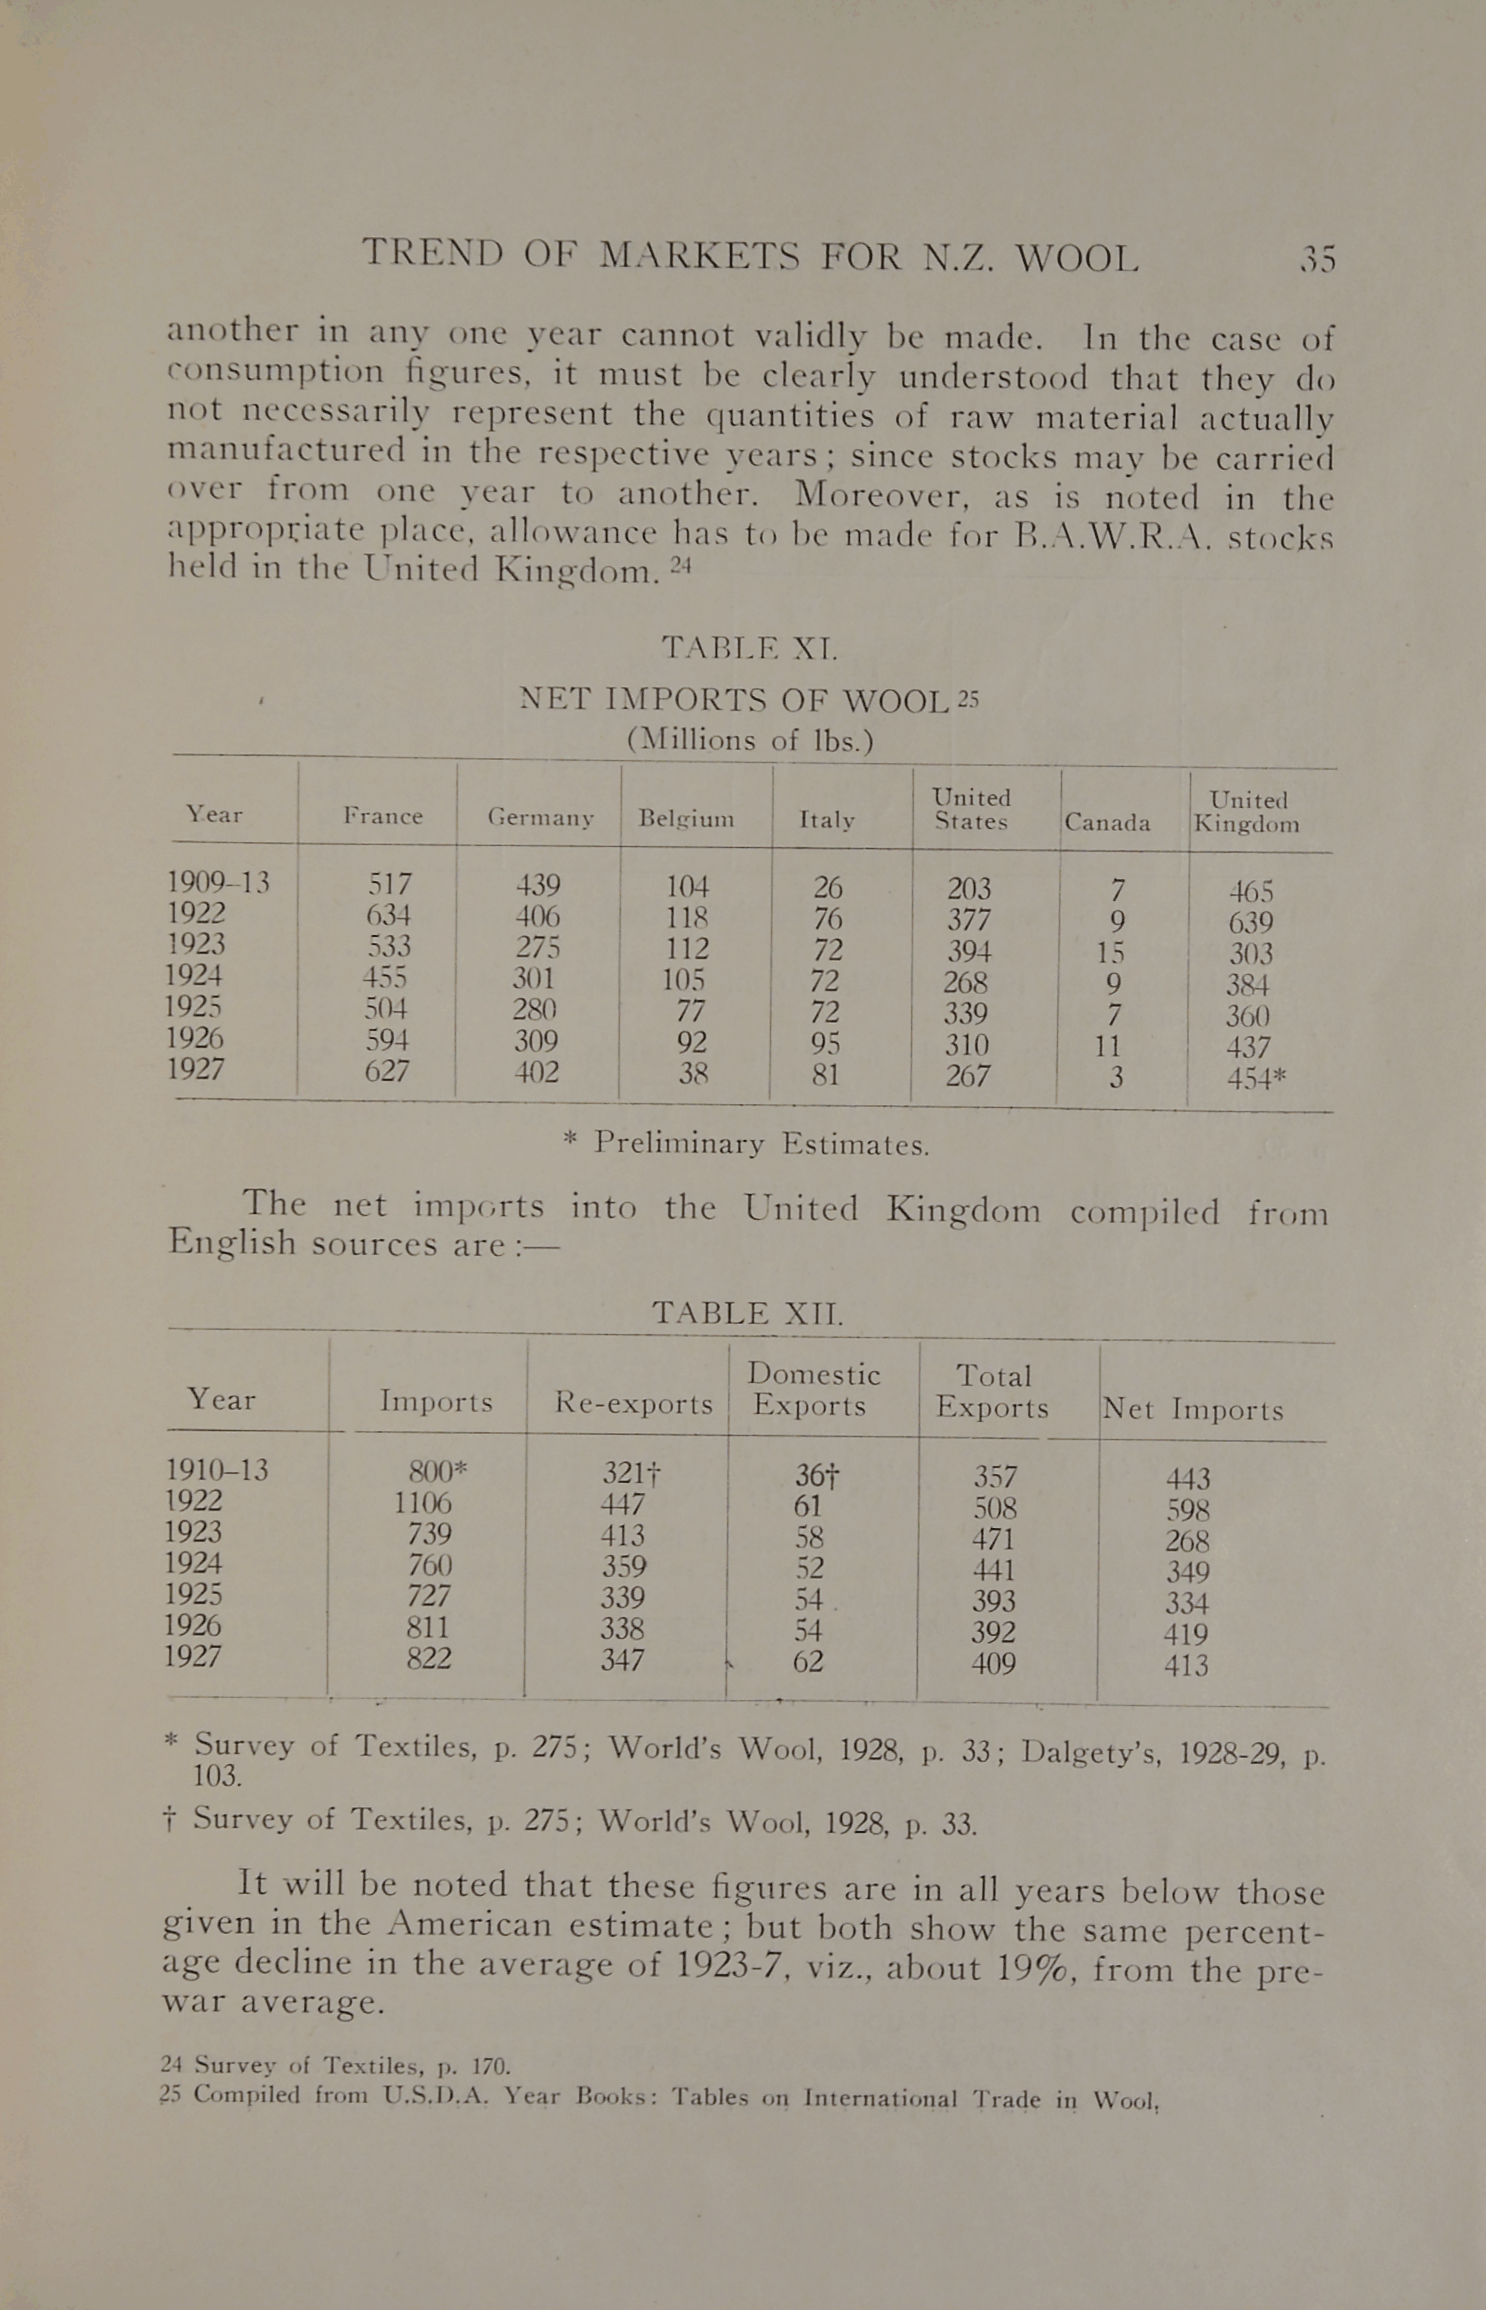 TREND OF MARKETS FOR N.Z. WOOL 35
another in any one year cannot validly be made. In the case of
consumption figures, it must be clearly understood that they do
not necessarily represent the quantities of raw material actually
manufactured in the respective years; since stocks may be carried
over from one year to another. Moreover, as is noted in the
appropriate place, allowance has to be made for B.A.W.R.A. stocks
held in the United Kingdom. 24
TABLE XI.
NET IMPORTS OF WOOL 25
(Millions of lbs.)
Year France Germany Belgium Italy United States Canada United Kingdom
1909-13 517 439 104 26 203 7 465
1922 634 406 118 76 377 9 639
1923 533 275 112 72 394 15 303
1924 455 301 105 72 268 9 384
1925 504 280 77 72 339 7 360
1926 594 309 92 95 310 11 437
1927 627 402 38 81 267 3 454*
* Preliminary Estimates.
The net imports into the United Kingdom compiled from
English sources are :—
TABLE XII.
Year Imports Re-exports Domestic Exports Total Exports Net Imports
1910-13 800* 321† 36† 357 443
1922 1106 447 61 508 598
1923 739 413 58 471 268
1924 760 359 52 441 349
1925 727 339 54 393 334
1926 811 338 54 392 419
1927 822 347 62 409 413
* Survey of Textiles, p. 275; World's Wool, 1928, p. 33; Dalgety's, 1928-29, p.
103.
† Survey of Textiles, p. 275; World's Wool, 1928, p. 33.
It will be noted that these figures are in all years below those
given in the American estimate; but both show the same percent-
age decline in the average of 1923-7, viz., about 19%, from the pre-
war average.
24 Survey of Textiles, p. 170.
25 Compiled from U.S.D.A. Year Books: Tables on International Trade in Wool,